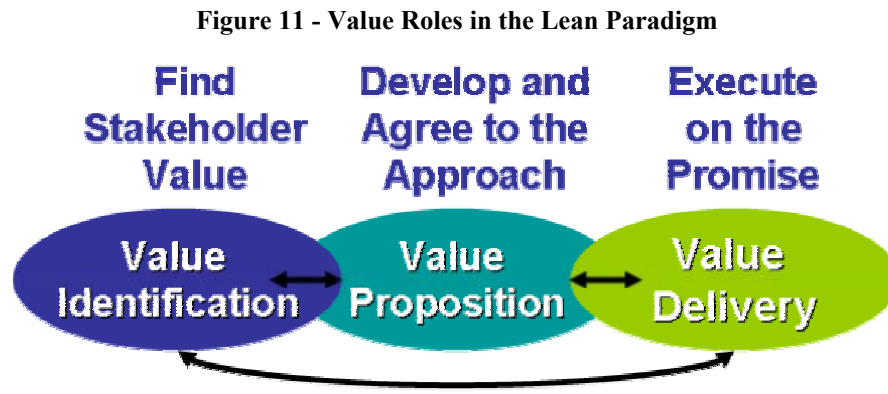 Figure 11 - Value Roles in the Lean Paradigm
Find
Stakeholder
Value
Develop and
Agree to the
Approach
Execute
on the
Promise
Value
Identification
Value
Proposition
Value
Delivery